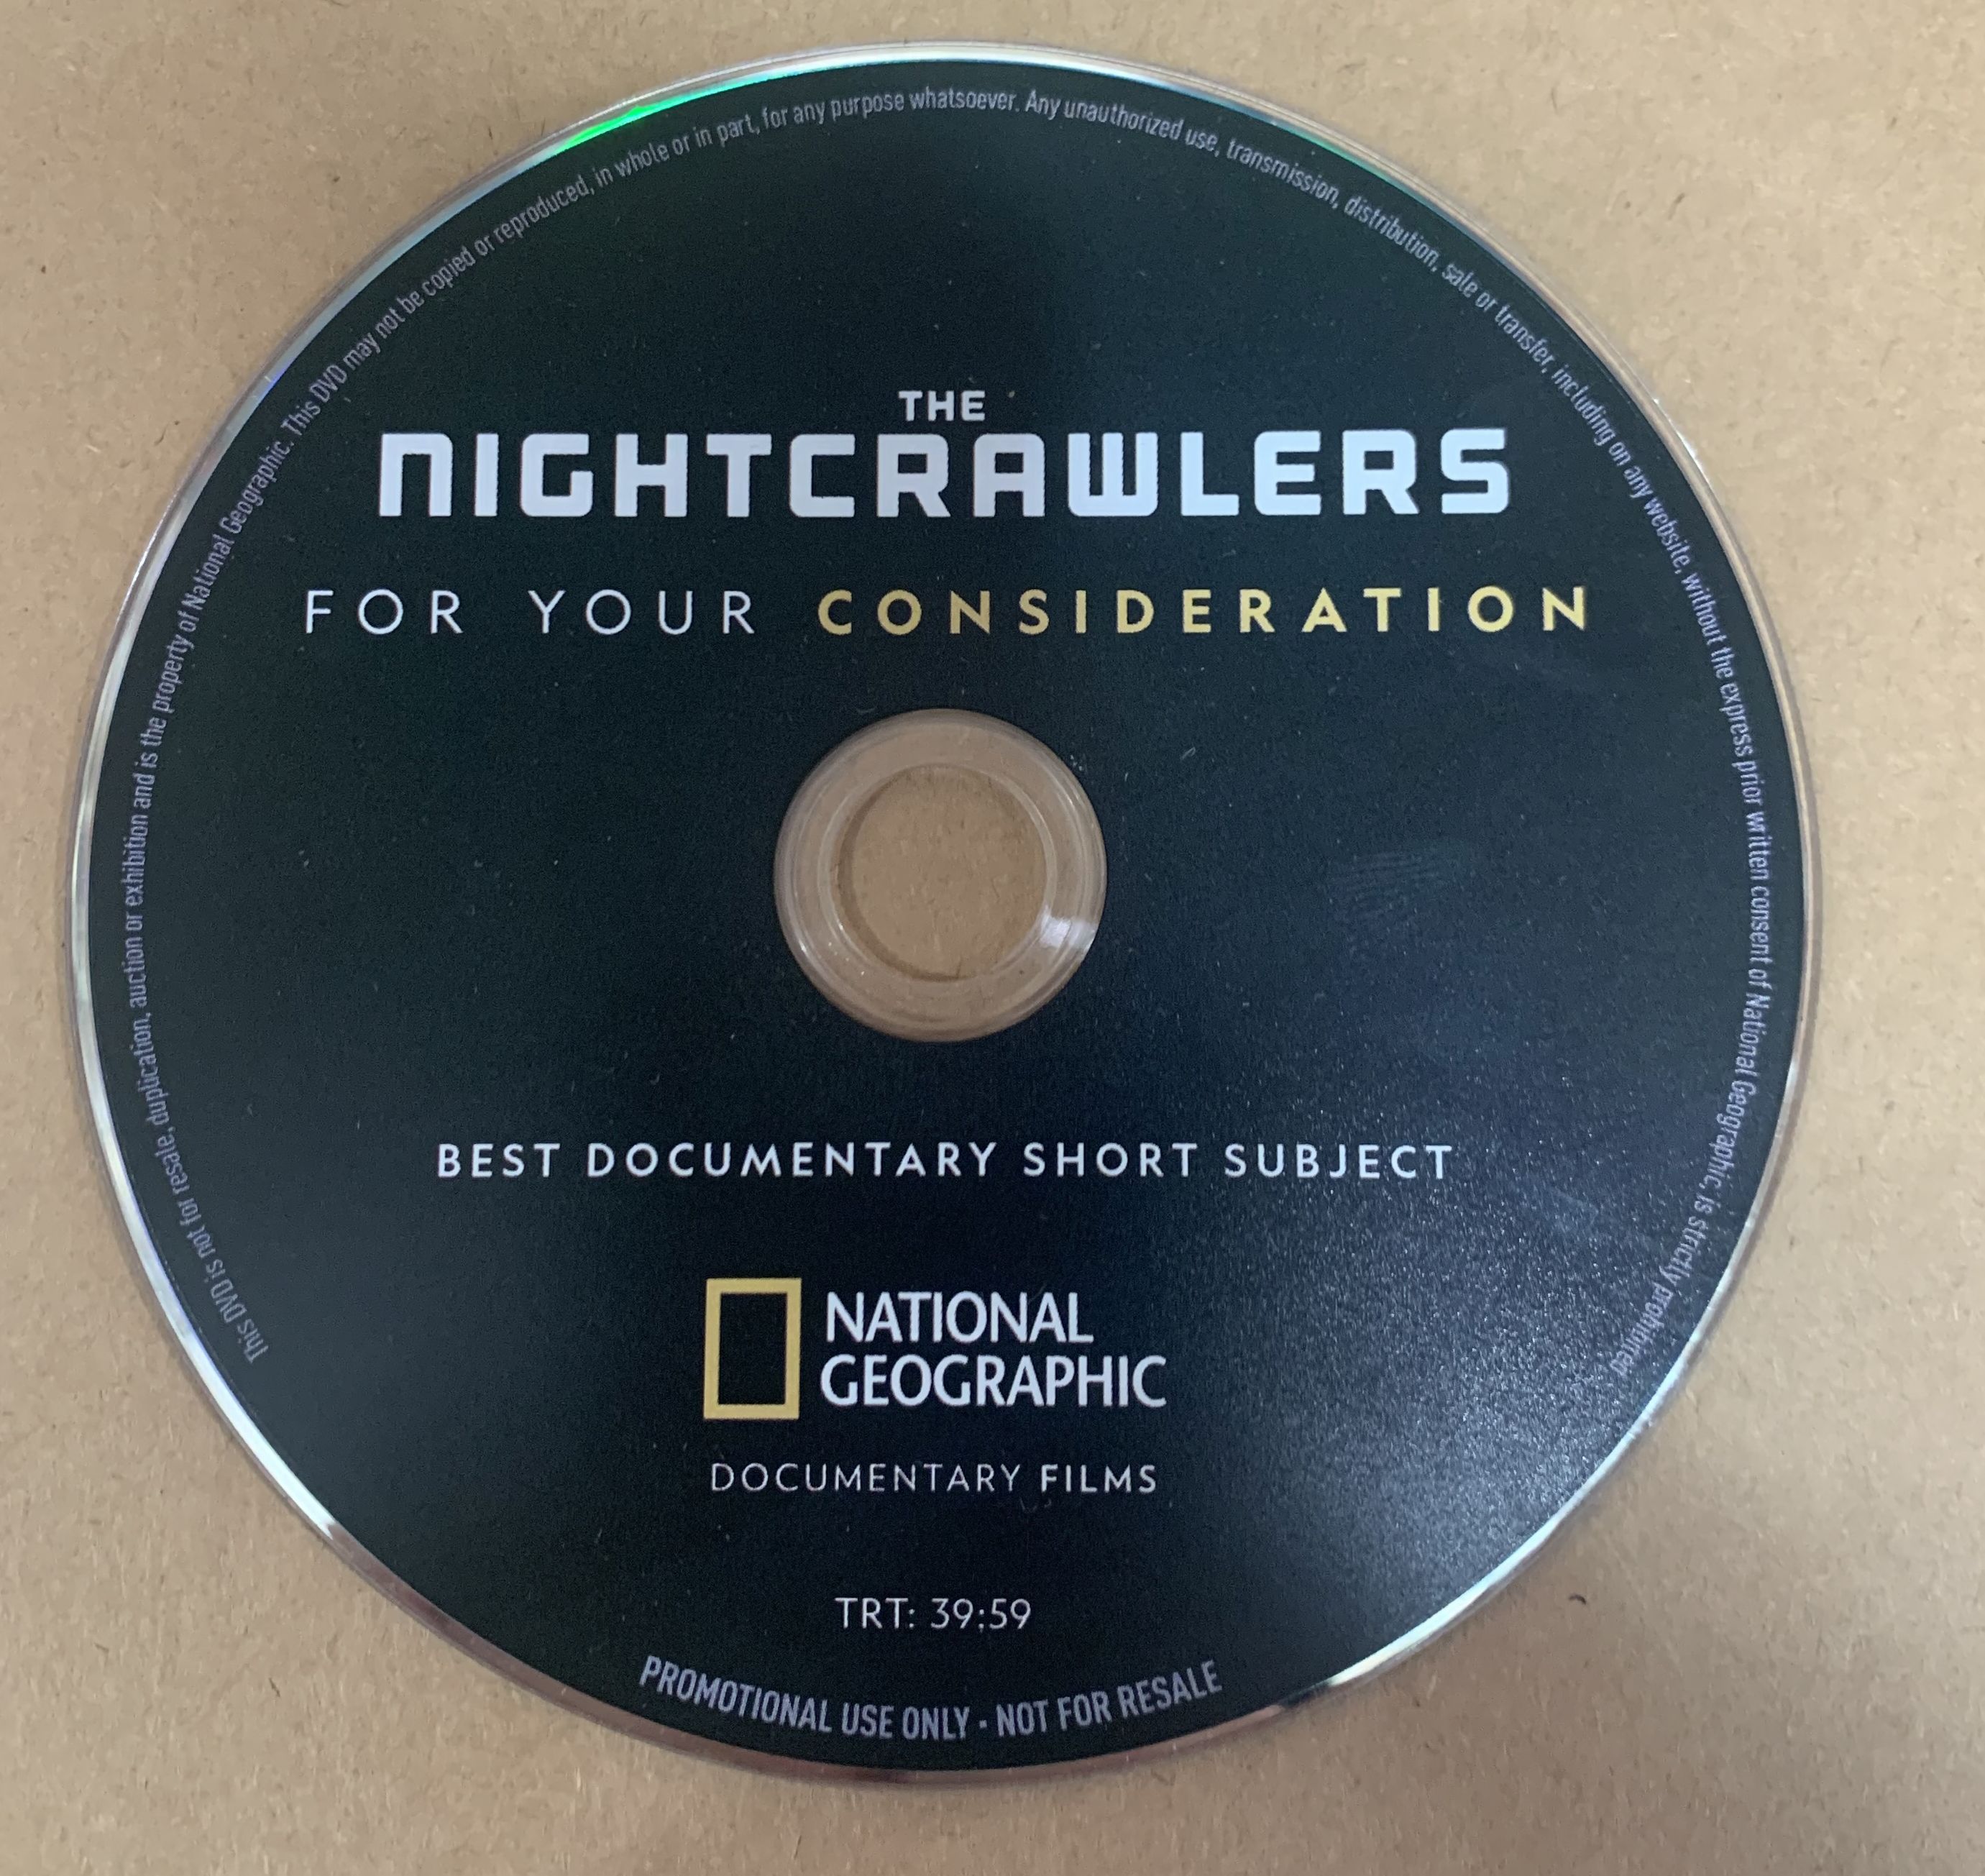 This DVD is not for resale, duplication, auction or exhibition and is the property of National Geographic. This DVD may not be copied or reproduced, in whole or in part, for any purpose whatsoever. Any unauthorized use, transmission, distribution, sale or transfer, including on any website, without the express prior written consent of National Geographic, is strictly prohibited
THE
NIGHTCRAWLERS
FOR YOUR CONSIDERATION
BEST DOCUMENTARY SHORT SUBJECT
NATIONAL
GEOGRAPHIC
DOCUMENTARY FILMS
TRT: 39:59
PROMOTIONAL USE ONLY · NOT FOR RESALE